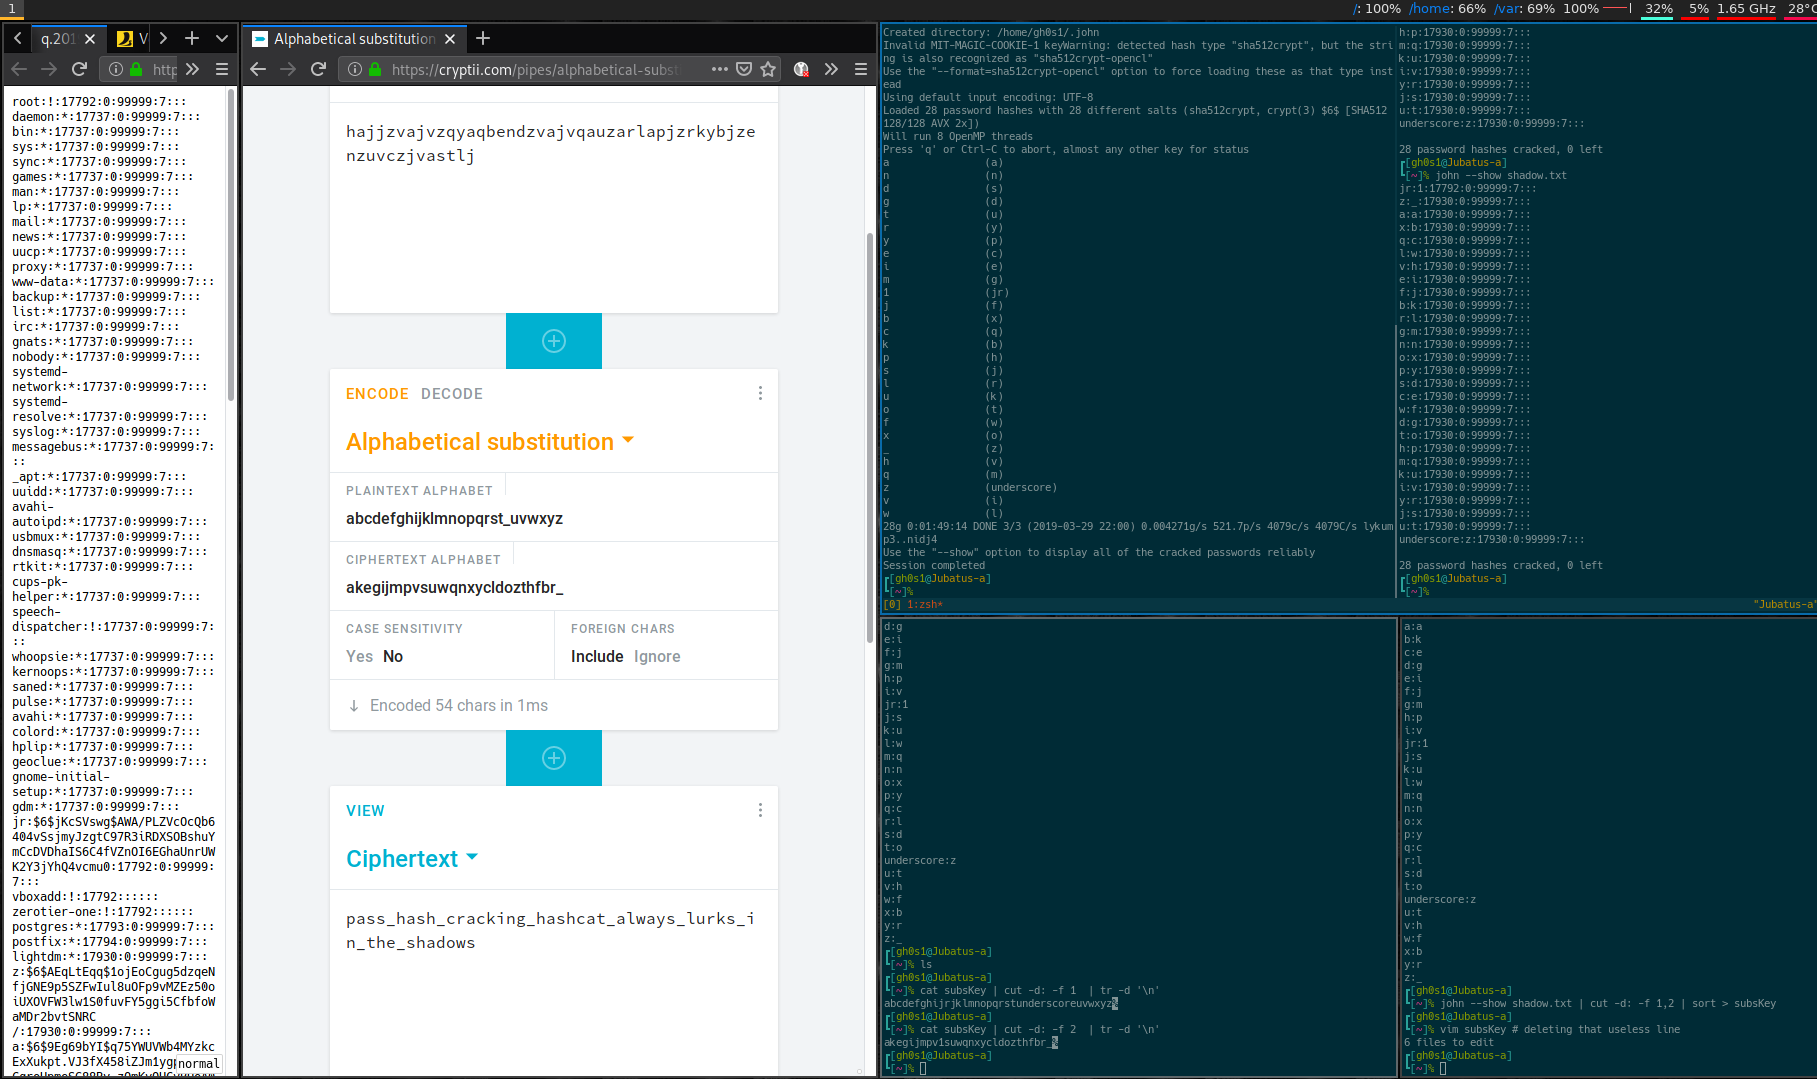 1
/: 100% /home: 66% /var: 69% 100% 32% 5% 1.65 GHz 28°C
q.201
V
http
root:!:17792:0:99999:7:::
daemon:*:17737:0:99999:7:::
bin:*:17737:0:99999:7:::
sys:*:17737:0:99999:7:::
sync:*:17737:0:99999:7:::
games:*:17737:0:99999:7:::
man:*:17737:0:99999:7:::
lp:*:17737:0:99999:7:::
mail:*:17737:0:99999:7:::
news:*:17737:0:99999:7:::
uucp:*:17737:0:99999:7:::
proxy:*:17737:0:99999:7:::
www-data:*:17737:0:99999:7:::
backup:*:17737:0:99999:7:::
list:*:17737:0:99999:7:::
irc:*:17737:0:99999:7:::
gnats:*:17737:0:99999:7:::
nobody:*:17737:0:99999:7:::
systemd-
network:*:17737:0:99999:7:::
systemd-
resolve:*:17737:0:99999:7:::
syslog:*:17737:0:99999:7:::
messagebus:*:17737:0:99999:7:
::
_apt:*:17737:0:99999:7:::
uuidd:*:17737:0:99999:7:::
avahi-
autoipd:*:17737:0:99999:7:::
usbmux:*:17737:0:99999:7:::
dnsmasq:*:17737:0:99999:7:::
rtkit:*:17737:0:99999:7:::
cups-pk-
helper:*:17737:0:99999:7:::
speech-
dispatcher:!:17737:0:99999:7:
::
whoopsie:*:17737:0:99999:7:::
kernoops:*:17737:0:99999:7:::
saned:*:17737:0:99999:7:::
pulse:*:17737:0:99999:7:::
avahi:*:17737:0:99999:7:::
colord:*:17737:0:99999:7:::
hplip:*:17737:0:99999:7:::
geoclue:*:17737:0:99999:7:::
gnome-initial-
setup:*:17737:0:99999:7:::
gdm:*:17737:0:99999:7:::
jr:$6$jKcSVswg$AWA/PLZVcOcQb6
404vSsjmyJzgtC97R3iRDXSOBshuY
mCcDVDhaIS6C4fVZnOI6EGhaUnrUW
K2Y3jYhQ4vcmu0:17792:0:99999:
7:::
vboxadd:!:17792::::::
zerotier-one:!:17792::::::
postgres:*:17793:0:99999:7:::
postfix:*:17794:0:99999:7:::
lightdm:*:17930:0:99999:7:::
z:$6$AEqLtEqq$1ojEoCgug5dzqeN
fjGNE9p5SZFwIul8uOFp9vMZEz50o
iUXOVFW3lw1S0fuvFY5ggi5CfbfoW
aMDr2bvtSNRC
/:17930:0:99999:7:::
a:$6$9Eg69bYI$q75YWUVWb4MYzkc
ExXukpt.VJ3fX458iZJm1ygp
normal
Alphabetical substitution
https://cryptii.com/pipes/alphabetical-subst
hajjzvajvzqyaqbendzvajvqauzarlapjzrkybjze
nzuvczjvastlj
ENCODE DECODE
Alphabetical substitution
PLAINTEXT ALPHABET
abcdefghijklmnopqrst_uvwxyz
CIPHERTEXT ALPHABET
akegijmpvsuwqnxycldozthfbr_
CASE SENSITIVITY
Yes No
FOREIGN CHARS
Include Ignore
↓ Encoded 54 chars in 1ms
VIEW
Ciphertext
pass_hash_cracking_hashcat_always_lurks_i
n_the_shadows
Created directory: /home/gh0s1/.john
Invalid MIT-MAGIC-COOKIE-1 keyWarning: detected hash type "sha512crypt", but the stri
ng is also recognized as "sha512crypt-opencl"
Use the "--format=sha512crypt-opencl" option to force loading these as that type inst
ead
Using default input encoding: UTF-8
Loaded 28 password hashes with 28 different salts (sha512crypt, crypt(3) $6$ [SHA512
128/128 AVX 2x])
Will run 8 OpenMP threads
Press 'q' or Ctrl-C to abort, almost any other key for status
a (a)
n (n)
d (s)
g (d)
t (u)
r (y)
y (p)
e (c)
i (e)
m (g)
1 (jr)
j (f)
b (x)
c (q)
k (b)
p (h)
s (j)
l (r)
u (k)
o (t)
f (w)
x (o)
_ (z)
h (v)
q (m)
z (underscore)
v (i)
w (l)
28g 0:01:49:14 DONE 3/3 (2019-03-29 22:00) 0.004271g/s 521.7p/s 4079c/s 4079C/s lykum
p3..nidj4
Use the "--show" option to display all of the cracked passwords reliably
Session completed
[gh0s1@Jubatus-a]
[~]%
[0] 1:zsh*
h:p:17930:0:99999:7:::
m:q:17930:0:99999:7:::
k:u:17930:0:99999:7:::
i:v:17930:0:99999:7:::
y:r:17930:0:99999:7:::
j:s:17930:0:99999:7:::
u:t:17930:0:99999:7:::
underscore:z:17930:0:99999:7:::
28 password hashes cracked, 0 left
[gh0s1@Jubatus-a]
[~]% john --show shadow.txt
jr:1:17792:0:99999:7:::
z:_:17930:0:99999:7:::
a:a:17930:0:99999:7:::
x:b:17930:0:99999:7:::
q:c:17930:0:99999:7:::
l:w:17930:0:99999:7:::
v:h:17930:0:99999:7:::
e:i:17930:0:99999:7:::
f:j:17930:0:99999:7:::
b:k:17930:0:99999:7:::
r:l:17930:0:99999:7:::
g:m:17930:0:99999:7:::
n:n:17930:0:99999:7:::
o:x:17930:0:99999:7:::
p:y:17930:0:99999:7:::
s:d:17930:0:99999:7:::
c:e:17930:0:99999:7:::
w:f:17930:0:99999:7:::
d:g:17930:0:99999:7:::
t:o:17930:0:99999:7:::
h:p:17930:0:99999:7:::
m:q:17930:0:99999:7:::
k:u:17930:0:99999:7:::
i:v:17930:0:99999:7:::
y:r:17930:0:99999:7:::
j:s:17930:0:99999:7:::
u:t:17930:0:99999:7:::
underscore:z:17930:0:99999:7:::
28 password hashes cracked, 0 left
[gh0s1@Jubatus-a]
[~]%
"Jubatus-a"
d:g
e:i
f:j
g:m
h:p
i:v
jr:1
j:s
k:u
l:w
m:q
n:n
o:x
p:y
q:c
r:l
s:d
t:o
underscore:z
u:t
v:h
w:f
x:b
y:r
z:_
[gh0s1@Jubatus-a]
[~]% ls
[gh0s1@Jubatus-a]
[~]% cat subsKey | cut -d: -f 1 | tr -d '\n'
abcdefghijrjklmnopqrstunderscoreuvwxyz%
[gh0s1@Jubatus-a]
[~]% cat subsKey | cut -d: -f 2 | tr -d '\n'
akegijmpv1suwqnxycldozthfbr_%
[gh0s1@Jubatus-a]
[~]%
a:a
b:k
c:e
d:g
e:i
f:j
g:m
h:p
i:v
jr:1
j:s
k:u
l:w
m:q
n:n
o:x
p:y
q:c
r:l
s:d
t:o
underscore:z
u:t
v:h
w:f
x:b
y:r
z:_
[gh0s1@Jubatus-a]
[~]% john --show shadow.txt | cut -d: -f 1,2 | sort > subsKey
[gh0s1@Jubatus-a]
[~]% vim subsKey # deleting that useless line
6 files to edit
[gh0s1@Jubatus-a]
[~]%